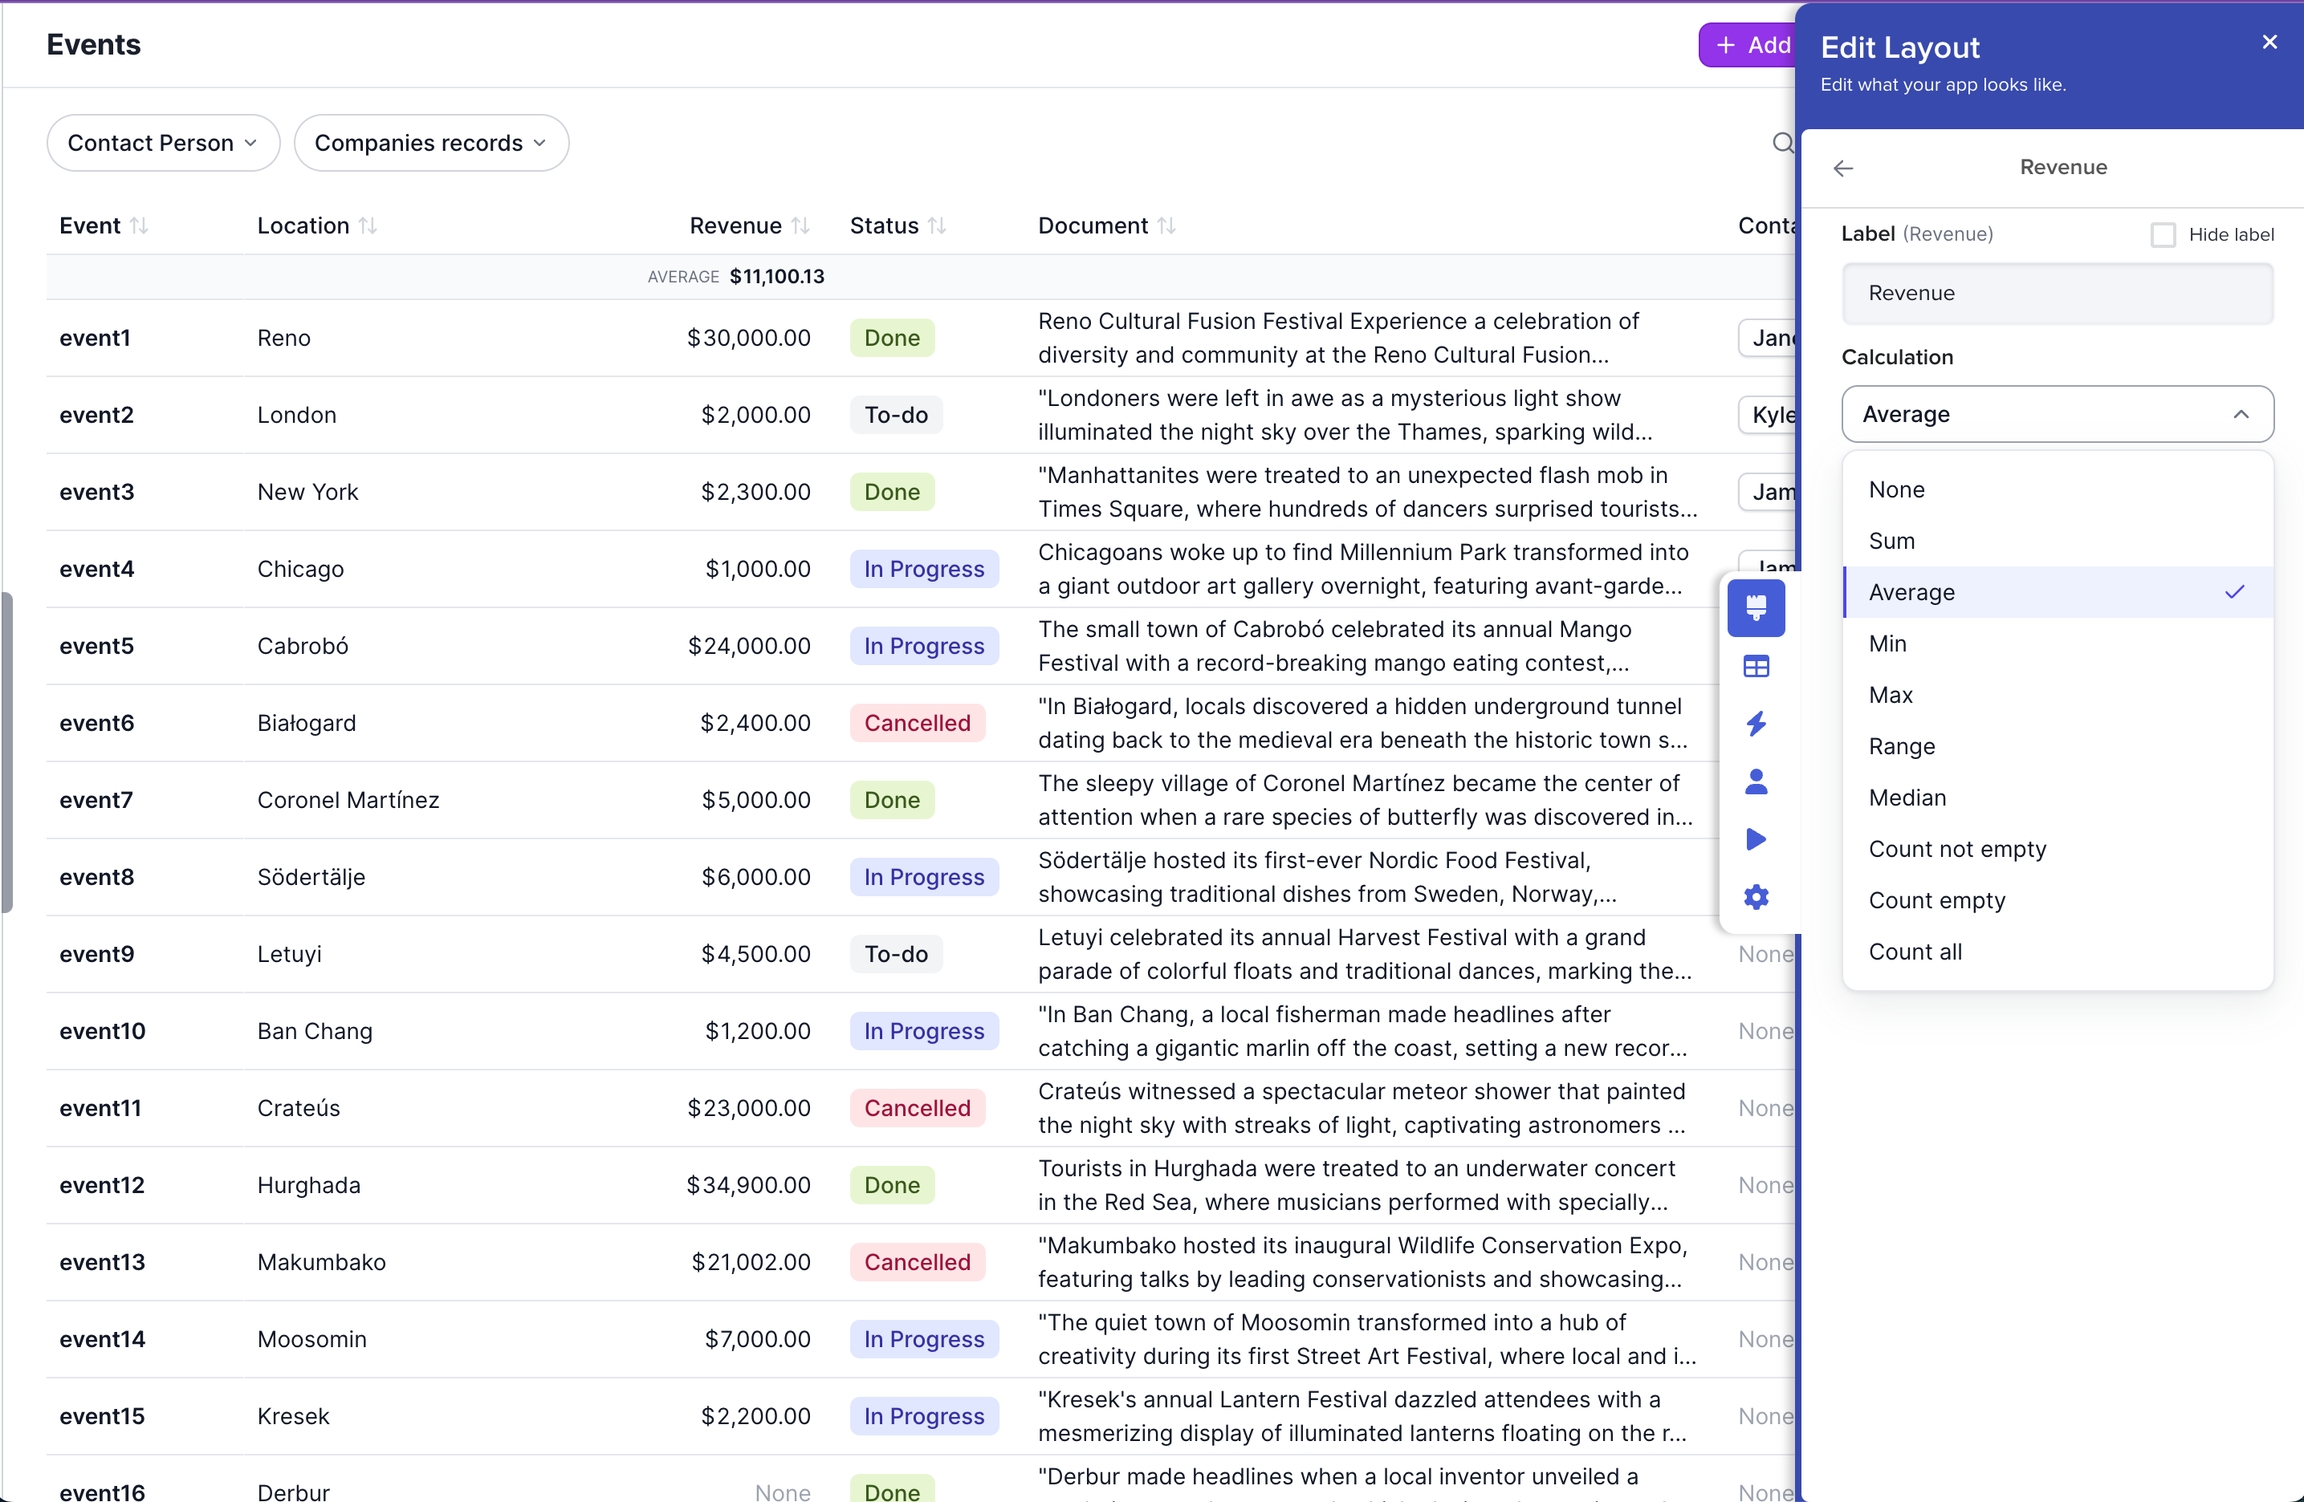 Events
+ Add
Contact Person
Companies records
Event
Location
Revenue
Status
Document
AVERAGE $11,100.13
event1 Reno $30,000.00 Done
Reno Cultural Fusion Festival Experience a celebration of
diversity and community at the Reno Cultural Fusion...
event2 London $2,000.00 To-do
"Londoners were left in awe as a mysterious light show
illuminated the night sky over the Thames, sparking wild...
Kyle
event3 New York $2,300.00 Done
"Manhattanites were treated to an unexpected flash mob in
Times Square, where hundreds of dancers surprised tourists...
event4 Chicago $1,000.00 In Progress
Chicagoans woke up to find Millennium Park transformed into
a giant outdoor art gallery overnight, featuring avant-garde...
event5 Cabrobó $24,000.00 In Progress
The small town of Cabrobó celebrated its annual Mango
Festival with a record-breaking mango eating contest,...
event6 Białogard $2,400.00 Cancelled
"In Białogard, locals discovered a hidden underground tunnel
dating back to the medieval era beneath the historic town s...
event7 Coronel Martínez $5,000.00 Done
The sleepy village of Coronel Martínez became the center of
attention when a rare species of butterfly was discovered in...
event8 Södertälje $6,000.00 In Progress
Södertälje hosted its first-ever Nordic Food Festival,
showcasing traditional dishes from Sweden, Norway,...
event9 Letuyi $4,500.00 To-do
Letuyi celebrated its annual Harvest Festival with a grand
parade of colorful floats and traditional dances, marking the...
None
event10 Ban Chang $1,200.00 In Progress
"In Ban Chang, a local fisherman made headlines after
catching a gigantic marlin off the coast, setting a new recor...
None
event11 Crateús $23,000.00 Cancelled
Crateús witnessed a spectacular meteor shower that painted
the night sky with streaks of light, captivating astronomers ...
None
event12 Hurghada $34,900.00 Done
Tourists in Hurghada were treated to an underwater concert
in the Red Sea, where musicians performed with specially...
None
event13 Makumbako $21,002.00 Cancelled
"Makumbako hosted its inaugural Wildlife Conservation Expo,
featuring talks by leading conservationists and showcasing...
None
event14 Moosomin $7,000.00 In Progress
"The quiet town of Moosomin transformed into a hub of
creativity during its first Street Art Festival, where local and i...
None
event15 Kresek $2,200.00 In Progress
"Kresek's annual Lantern Festival dazzled attendees with a
mesmerizing display of illuminated lanterns floating on the r...
None
event16 Derbur None Done
"Derbur made headlines when a local inventor unveiled a
None
Edit Layout
Edit what your app looks like.
Revenue
Label (Revenue)
Hide label
Revenue
Calculation
Average
None
Sum
Average
Min
Max
Range
Median
Count not empty
Count empty
Count all